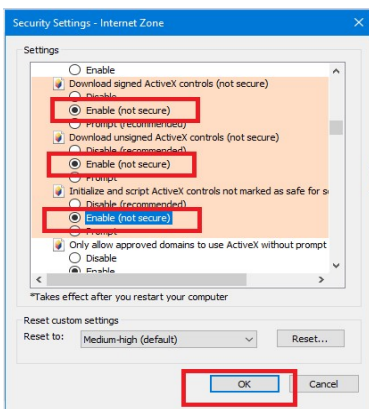 Security Settings - Internet Zone
Settings
Enable
Download signed ActiveX controls (not secure)
Disable
Enable (not secure)
Prompt (recommended)
Download unsigned ActiveX controls (not secure)
Disable (recommended)
Enable (not secure)
Prompt
Initialize and script ActiveX controls not marked as safe for s
Disable (recommended)
Enable (not secure)
Prompt
Only allow approved domains to use ActiveX without prompt
Disable
Enable
*Takes effect after you restart your computer
Reset custom settings
Reset to: Medium-high (default) Reset...
OK Cancel